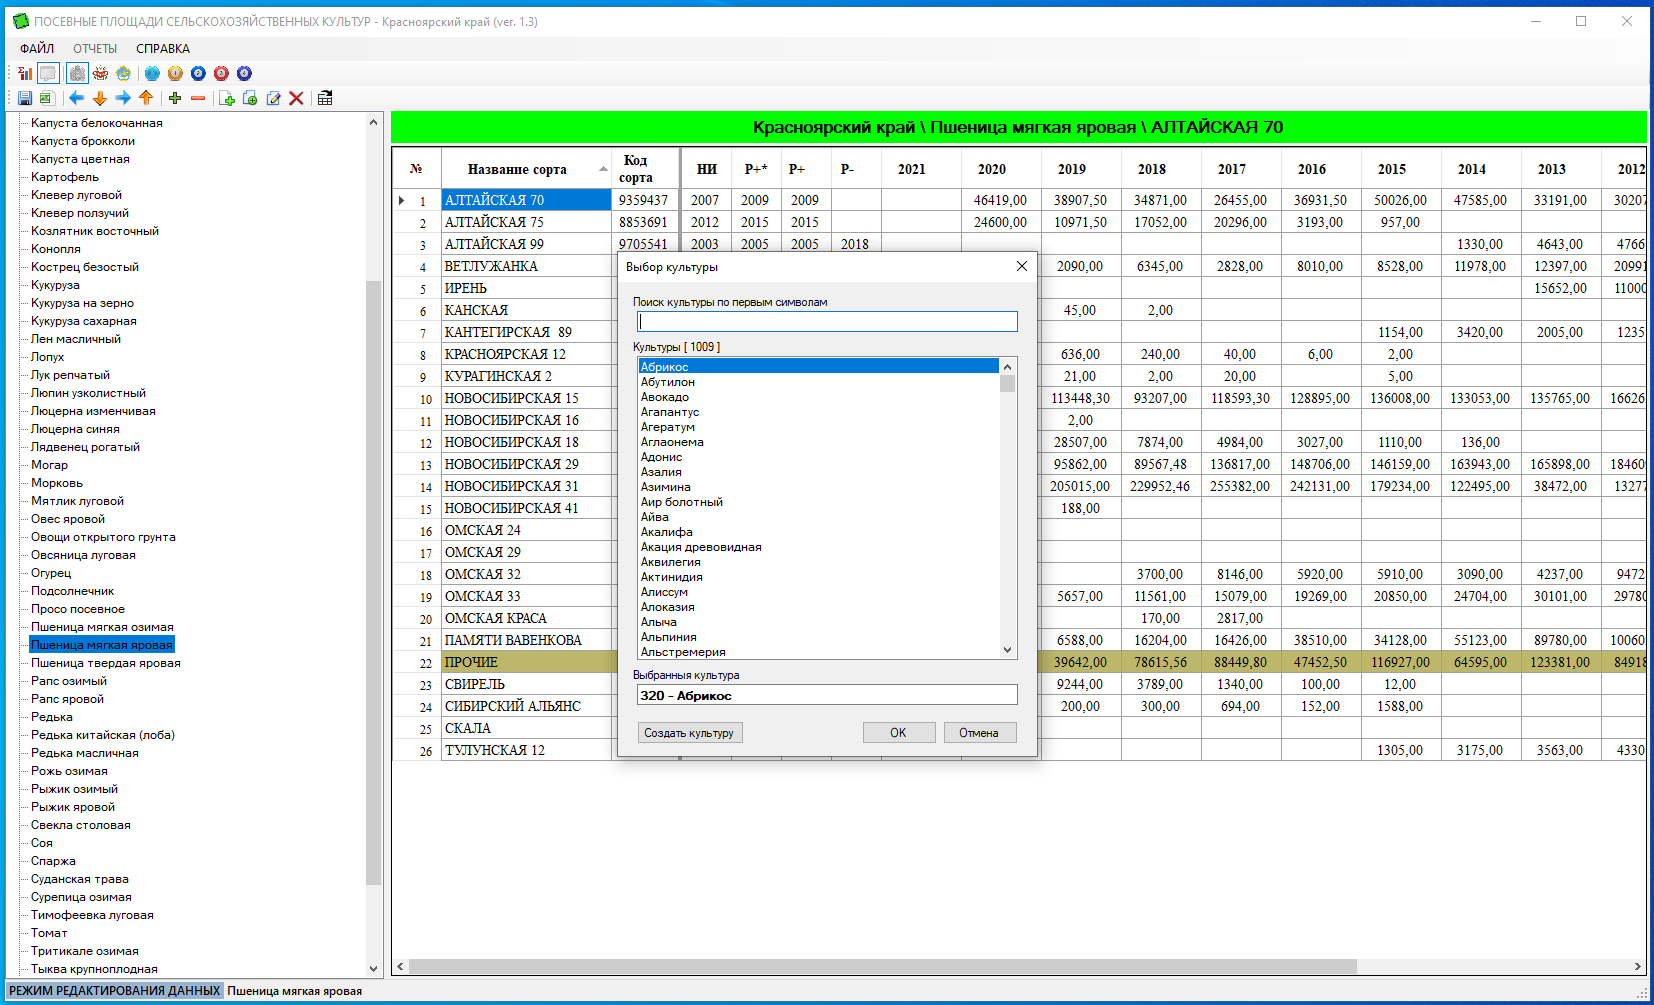 ПОСЕВНЫЕ ПЛОЩАДИ СЕЛЬСКОХОЗЯЙСТВЕННЫХ КУЛЬТУР - Красноярский край (ver. 1.3)
ФАЙЛ ОТЧЕТЫ СПРАВКА
Капуста белокочанная
Капуста брокколи
Капуста цветная
Картофель
Клевер луговой
Клевер ползучий
Козлятник восточный
Конопля
Кострец безостый
Кукуруза
Кукуруза на зерно
Кукуруза сахарная
Лен масличный
Лопух
Лук репчатый
Люпин узколистный
Люцерна изменчивая
Люцерна синяя
Лядвенец рогатый
Могар
Морковь
Мятлик луговой
Овес яровой
Овощи открытого грунта
Овсяница луговая
Огурец
Подсолнечник
Просо посевное
Пшеница мягкая озимая
Пшеница мягкая яровая
Пшеница твердая яровая
Рапс озимый
Рапс яровой
Редька
Редька китайская (лоба)
Редька масличная
Рожь озимая
Рыжик озимый
Рыжик яровой
Свекла столовая
Соя
Спаржа
Суданская трава
Сурепица озимая
Тимофеевка луговая
Томат
Тритикале озимая
Тыква крупноплодная
Красноярский край \ Пшеница мягкая яровая \ АЛТАЙСКАЯ 70
№ Название сорта Код сорта НИ Р+* Р+ Р- 2021 2020 2019 2018 2017 2016 2015 2014 2013 2012
1 АЛТАЙСКАЯ 70 9359437 2007 2009 2009 46419,00 38907,50 34871,00 26455,00 36931,50 50026,00 47585,00 33191,00 30207
2 АЛТАЙСКАЯ 75 8853691 2012 2015 2015 24600,00 10971,50 17052,00 20296,00 3193,00 957,00
3 АЛТАЙСКАЯ 99 9705541 2003 2005 2005 2018 1330,00 4643,00 4766
4 ВЕТЛУЖАНКА 2090,00 6345,00 2828,00 8010,00 8528,00 11978,00 12397,00 20991
5 ИРЕНЬ 15652,00 11000
6 КАНСКАЯ 45,00 2,00
7 КАНТЕГИРСКАЯ 89 1154,00 3420,00 2005,00 1235
8 КРАСНОЯРСКАЯ 12 636,00 240,00 40,00 6,00 2,00
9 КУРАГИНСКАЯ 2 21,00 2,00 20,00 5,00
10 НОВОСИБИРСКАЯ 15 113448,30 93207,00 118593,30 128895,00 136008,00 133053,00 135765,00 16626
11 НОВОСИБИРСКАЯ 16 2,00
12 НОВОСИБИРСКАЯ 18 28507,00 7874,00 4984,00 3027,00 1110,00 136,00
13 НОВОСИБИРСКАЯ 29 95862,00 89567,48 136817,00 148706,00 146159,00 163943,00 165898,00 18460
14 НОВОСИБИРСКАЯ 31 205015,00 229952,46 255382,00 242131,00 179234,00 122495,00 38472,00 13277
15 НОВОСИБИРСКАЯ 41 188,00
16 ОМСКАЯ 24
17 ОМСКАЯ 29
18 ОМСКАЯ 32 3700,00 8146,00 5920,00 5910,00 3090,00 4237,00 9472
19 ОМСКАЯ 33 5657,00 11561,00 15079,00 19269,00 20850,00 24704,00 30101,00 29780
20 ОМСКАЯ КРАСА 170,00 2817,00
21 ПАМЯТИ ВАВЕНКОВА 6588,00 16204,00 16426,00 38510,00 34128,00 55123,00 89780,00 10060
22 ПРОЧИЕ 39642,00 78615,56 88449,80 47452,50 116927,00 64595,00 123381,00 84918
23 СВИРЕЛЬ 9244,00 3789,00 1340,00 100,00 12,00
24 СИБИРСКИЙ АЛЬЯНС 200,00 300,00 694,00 152,00 1588,00
25 СКАЛА
26 ТУЛУНСКАЯ 12 1305,00 3175,00 3563,00 4330
Выбор культуры
Поиск культуры по первым символам
Культуры [ 1009 ]
Абрикос
Абутилон
Авокадо
Агапантус
Агератум
Аглаонема
Адонис
Азалия
Азимина
Аир болотный
Айва
Акалифа
Акация древовидная
Аквилегия
Актинидия
Алиссум
Алоказия
Алыча
Альпиния
Альстремерия
Выбранныя культура
320 - Абрикос
Создать культуру OK Отмена
РЕЖИМ РЕДАКТИРОВАНИЯ ДАННЫХ Пшеница мягкая яровая